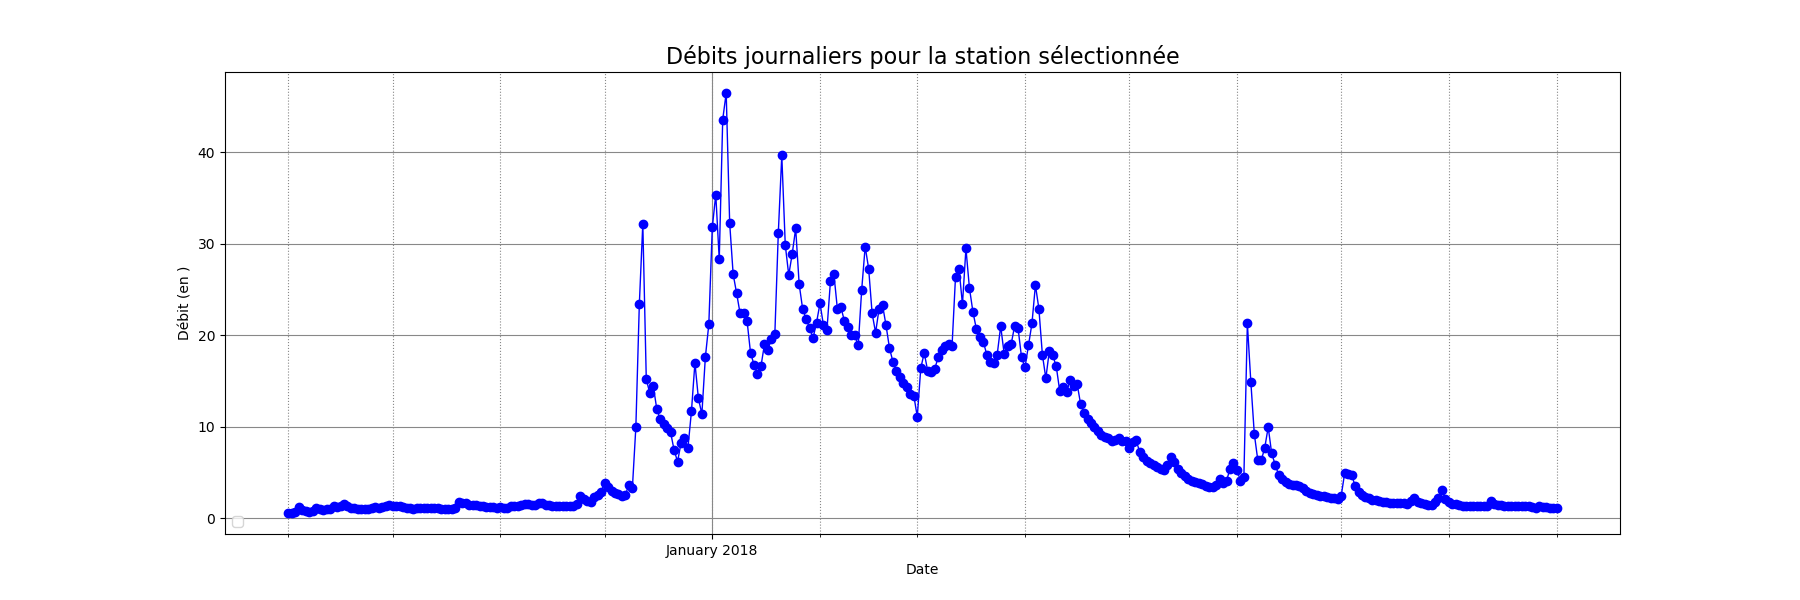 Débits journaliers pour la station sélectionnée
Débit (en )
40
30
20
10
0
January 2018
Date